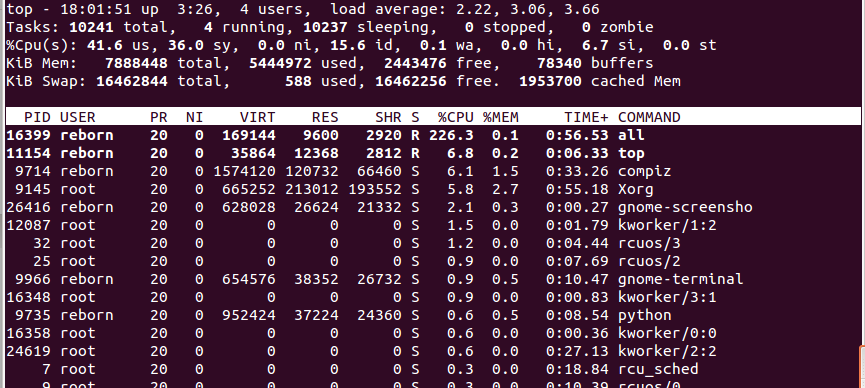 top - 18:01:51 up  3:26,  4 users,  load average: 2.22, 3.06, 3.66
Tasks: 10241 total,   4 running, 10237 sleeping,   0 stopped,   0 zombie
%Cpu(s): 41.6 us, 36.0 sy,  0.0 ni, 15.6 id,  0.1 wa,  0.0 hi,  6.7 si,  0.0 st
KiB Mem:   7888448 total,  5444972 used,  2443476 free,    78340 buffers
KiB Swap: 16462844 total,      588 used, 16462256 free.  1953700 cached Mem
  PID USER      PR  NI    VIRT    RES    SHR S  %CPU %MEM     TIME+ COMMAND
16399 reborn    20   0  169144   9600   2920 R 226.3  0.1   0:56.53 all
11154 reborn    20   0   35864  12368   2812 R   6.8  0.2   0:06.33 top
 9714 reborn    20   0 1574120 120732  66460 S   6.1  1.5   0:33.26 compiz
 9145 root      20   0  665252 213012 193552 S   5.8  2.7   0:55.18 Xorg
26416 reborn    20   0  628028  26624  21332 S   2.1  0.3   0:00.27 gnome-screensho
12087 root      20   0       0      0      0 S   1.5  0.0   0:01.79 kworker/1:2
   32 root      20   0       0      0      0 S   1.2  0.0   0:04.44 rcuos/3
   25 root      20   0       0      0      0 S   0.9  0.0   0:07.69 rcuos/2
 9966 reborn    20   0  654576  38352  26732 S   0.9  0.5   0:10.47 gnome-terminal
16348 root      20   0       0      0      0 S   0.9  0.0   0:00.83 kworker/3:1
 9735 reborn    20   0  952424  37224  24360 S   0.6  0.5   0:08.54 python
16358 root      20   0       0      0      0 S   0.6  0.0   0:00.36 kworker/0:0
24619 root      20   0       0      0      0 S   0.6  0.0   0:27.13 kworker/2:2
    7 root      20   0       0      0      0 S   0.3  0.0   0:18.84 rcu_sched
    9 root      20   0       0      0      0 S   0.3  0.0   0:10.39 rcuos/0